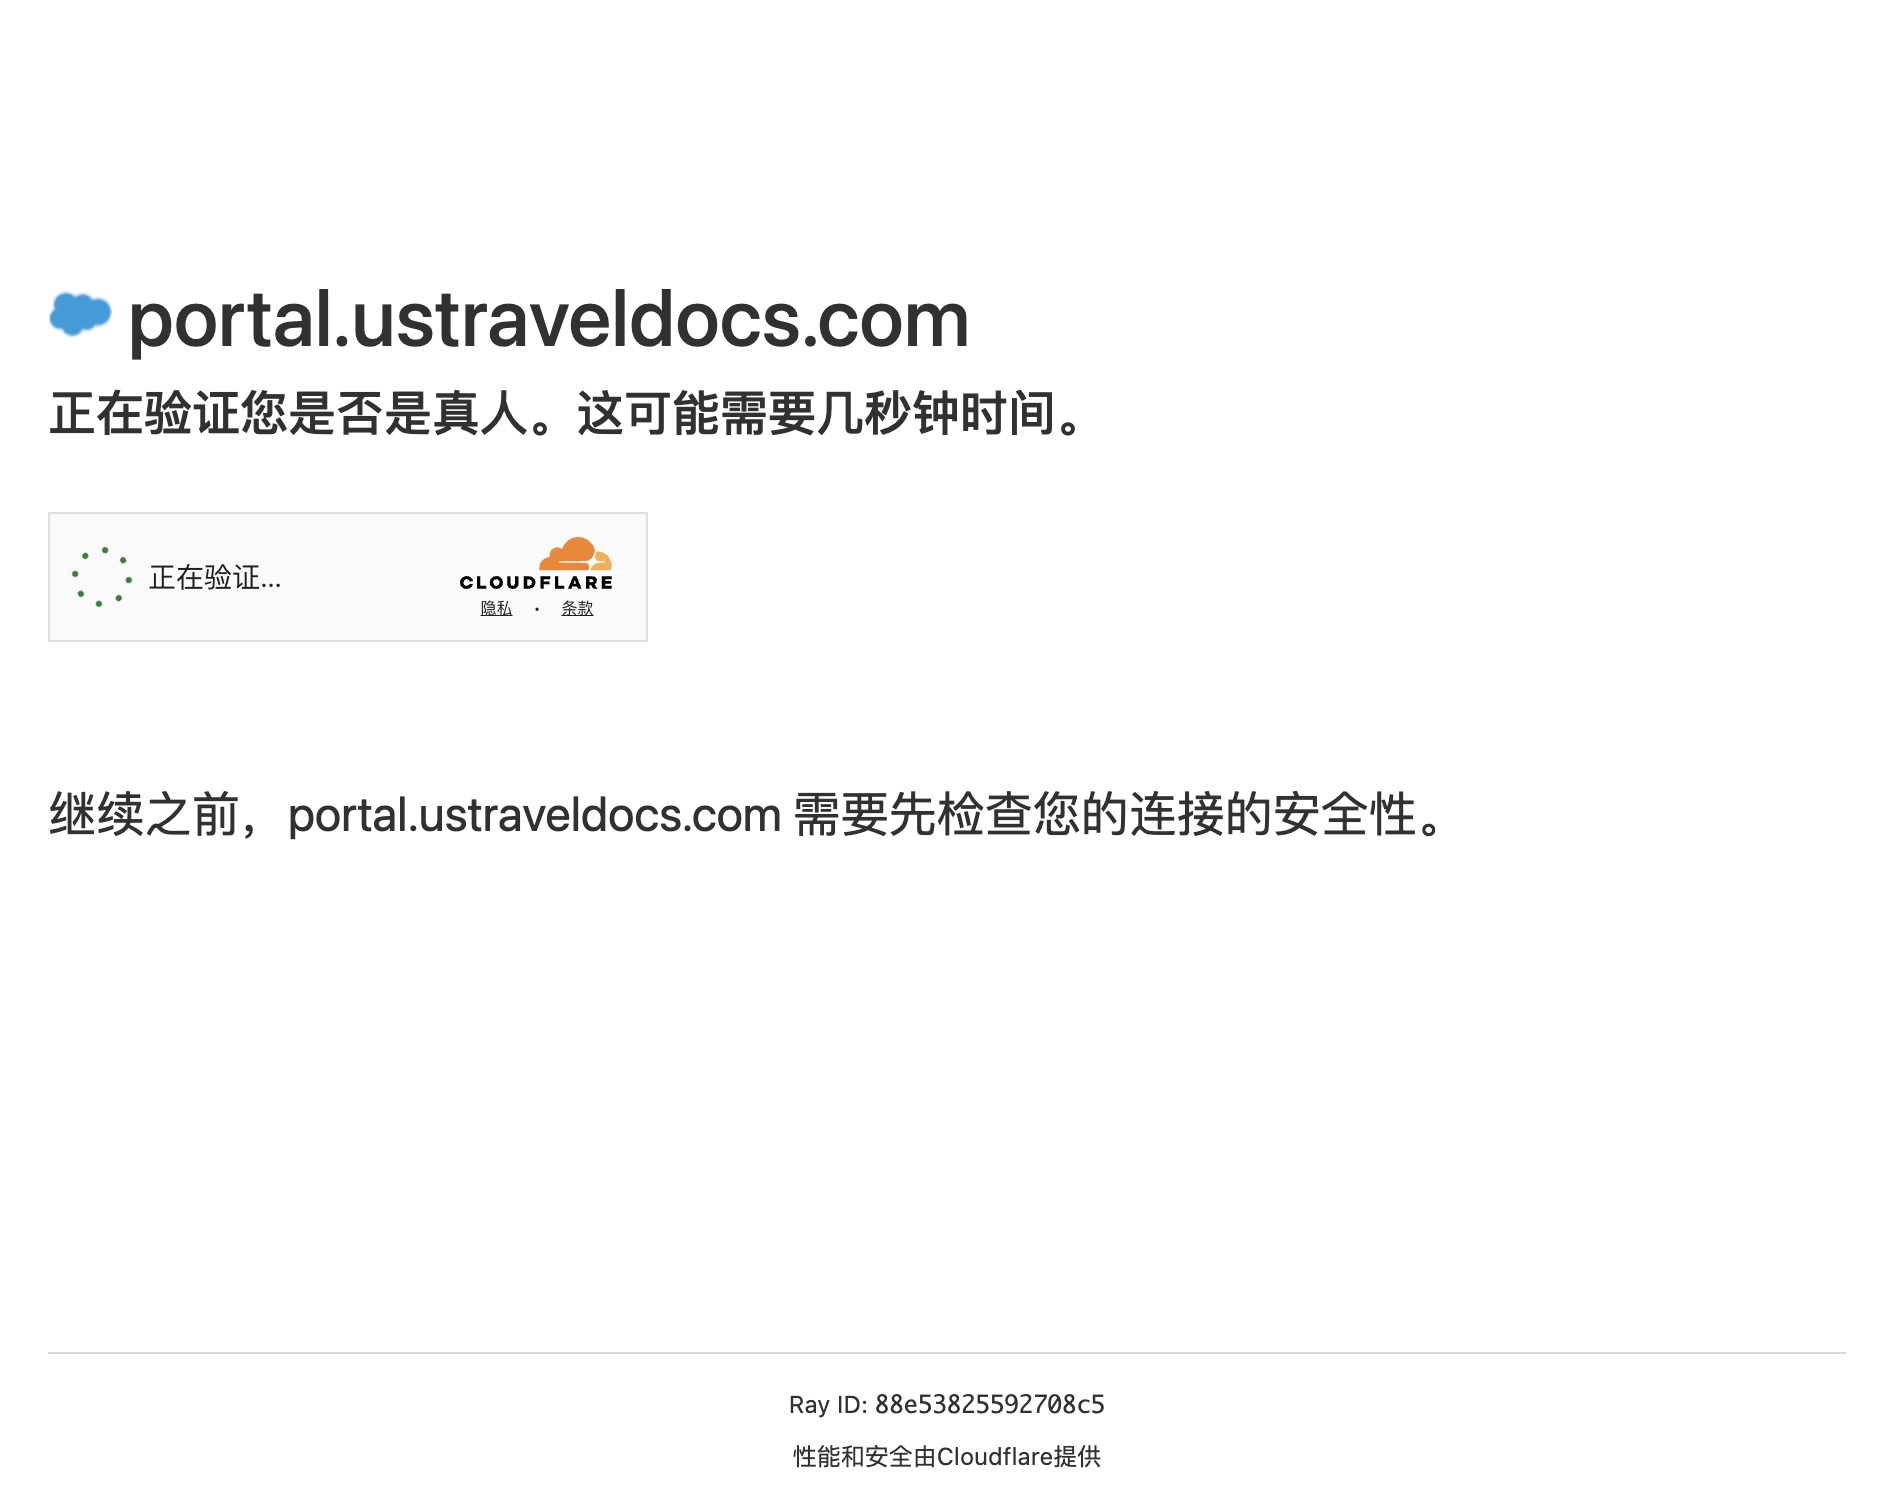 portal.ustraveldocs.com
正在验证您是否是真人。这可能需要几秒钟时间。
正在验证...
CLOUDFLARE
隐私 · 条款
继续之前，portal.ustraveldocs.com 需要先检查您的连接的安全性。
Ray ID: 88e53825592708c5
性能和安全由Cloudflare提供